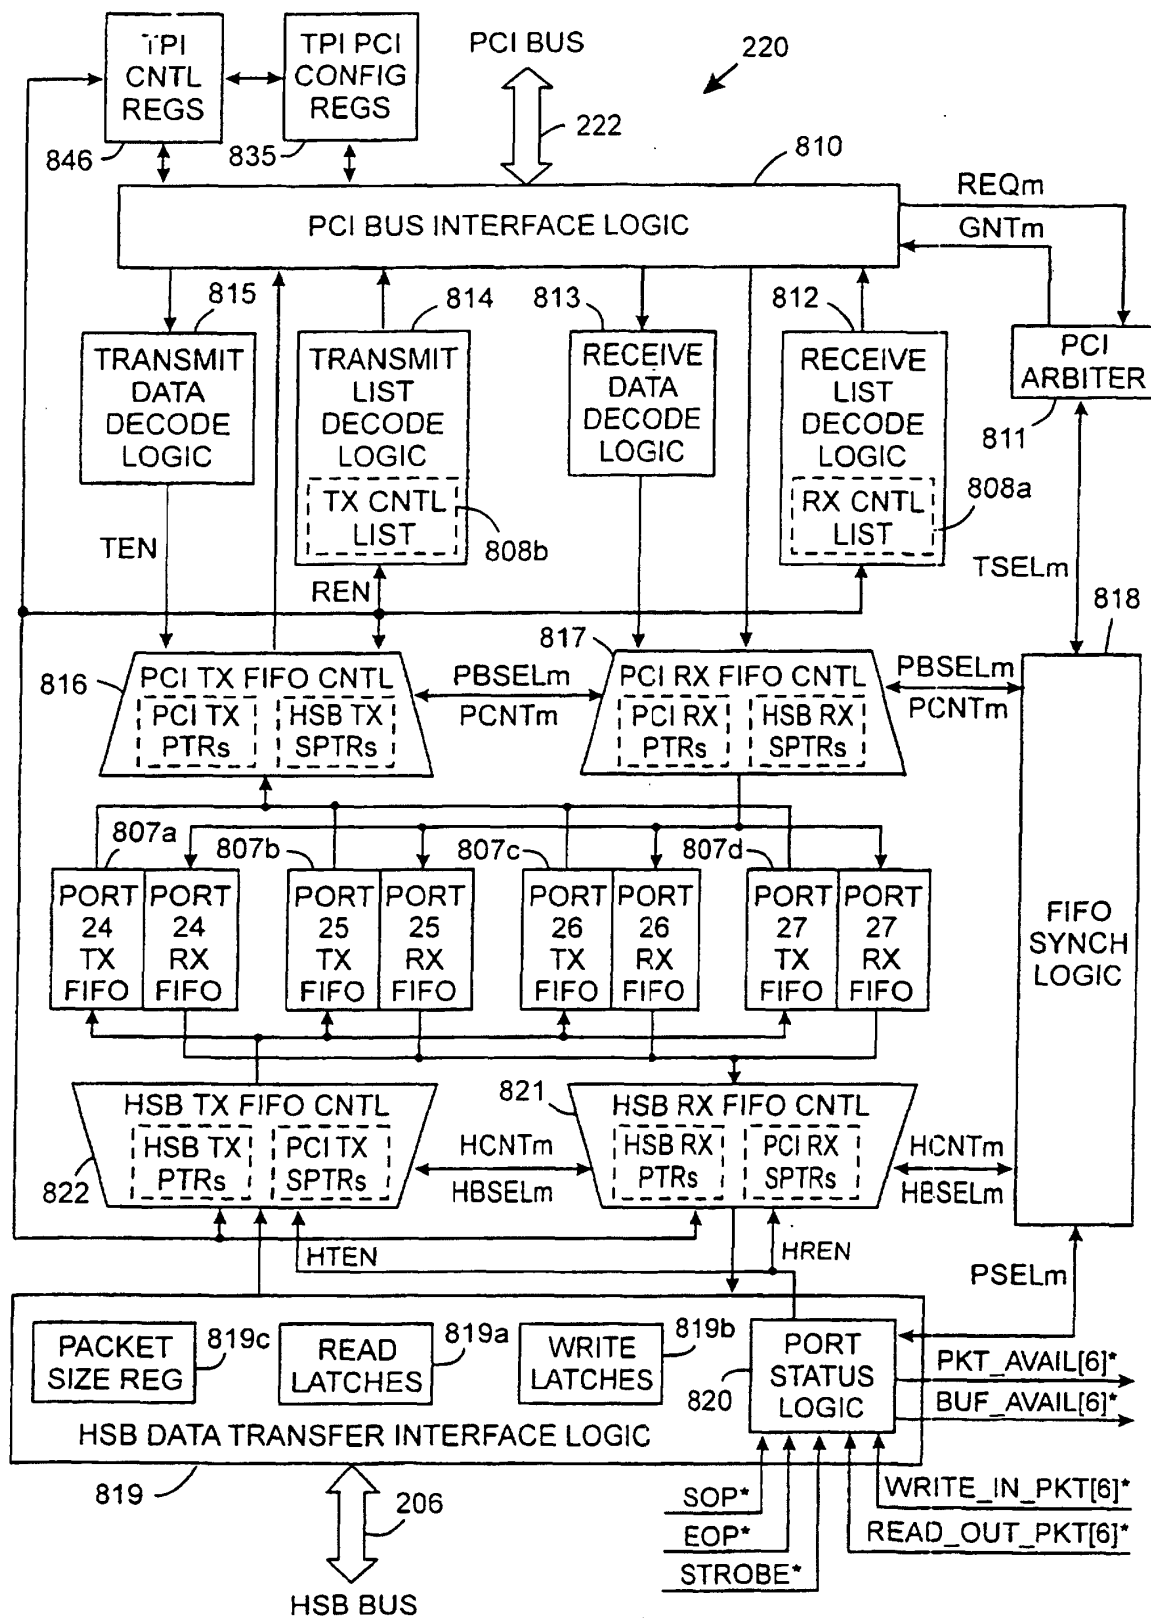 TPI
CNTL
REGS
846
TPI PCI
CONFIG
REGS
835
PCI BUS
222
220
810
PCI BUS INTERFACE LOGIC
REQm
GNTm
815
TRANSMIT
DATA
DECODE
LOGIC
814
TRANSMIT
LIST
DECODE
LOGIC
TX CNTL
LIST
808b
813
RECEIVE
DATA
DECODE
LOGIC
812
RECEIVE
LIST
DECODE
LOGIC
RX CNTL
LIST
808a
PCI
ARBITER
811
TEN
REN
TSELm
818
816
PCI TX FIFO CNTL
PCI TX
PTRs
HSB TX
SPTRs
PBSELm
PCNTm
817
PCI RX FIFO CNTL
PCI RX
PTRs
HSB RX
SPTRs
PBSELm
PCNTm
FIFO
SYNCH
LOGIC
807a
PORT
24
TX
FIFO
PORT
24
RX
FIFO
807b
PORT
25
TX
FIFO
PORT
25
RX
FIFO
807c
PORT
26
TX
FIFO
PORT
26
RX
FIFO
807d
PORT
27
TX
FIFO
PORT
27
RX
FIFO
HSB TX FIFO CNTL
HSB TX
PTRs
PCI TX
SPTRs
822
HCNTm
HBSELm
821
HSB RX FIFO CNTL
HSB RX
PTRs
PCI RX
SPTRs
HCNTm
HBSELm
HTEN
HREN
PSELm
PACKET
SIZE REG
819c
READ
LATCHES
819a
WRITE
LATCHES
819b
820
PORT
STATUS
LOGIC
PKT_AVAIL[6]*
BUF_AVAIL[6]*
HSB DATA TRANSFER INTERFACE LOGIC
819
206
HSB BUS
SOP*
EOP*
STROBE*
WRITE_IN_PKT[6]*
READ_OUT_PKT[6]*